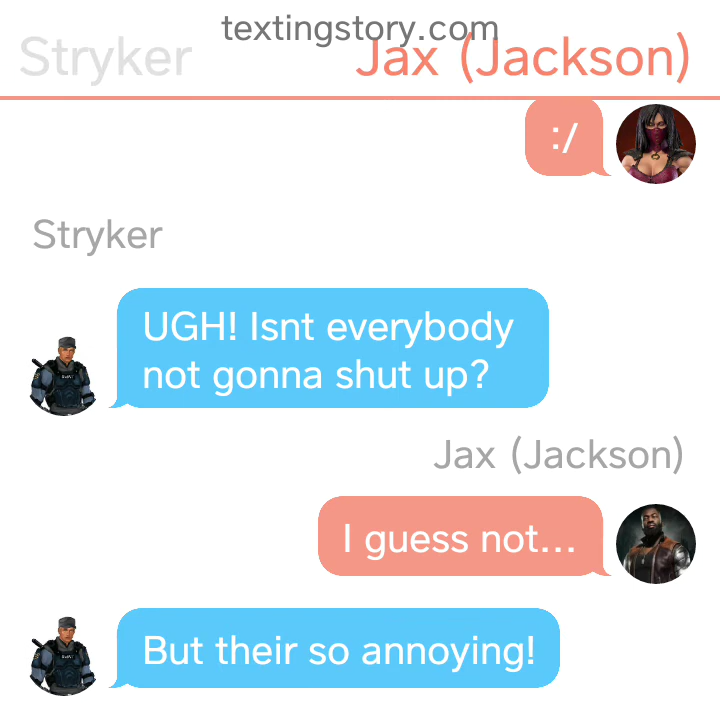 textingstory.com
Stryker
Jax (Jackson)
:/
Stryker
UGH! Isnt everybody
not gonna shut up?
Jax (Jackson)
I guess not...
But their so annoying!